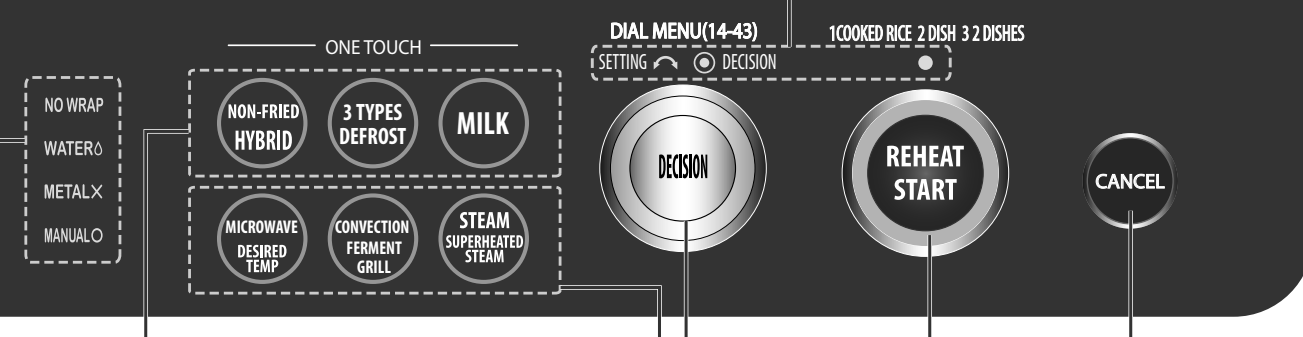 DIAL MENU(14-43)
1COOKED RICE 2 DISH 3 2 DISHES
ONE TOUCH
SETTING DECISION
NO WRAP
WATER
METALX
MANUALO
NON-FRIED
HYBRID
3 TYPES
DEFROST
MILK
MICROWAVE
DESIRED
TEMP
CONVECTION
FERMENT
GRILL
STEAM
SUPERHEATED
STEAM
DECISION
REHEAT
START
CANCEL